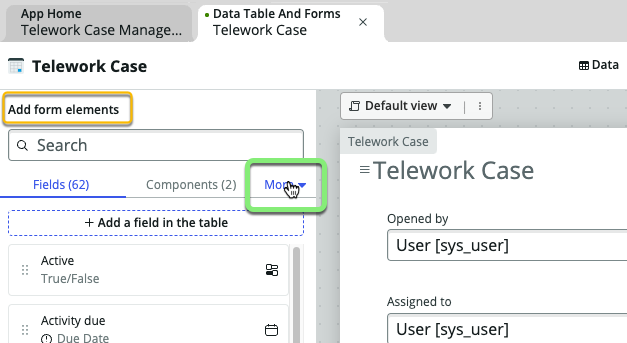 App Home
Telework Case Manage...
Data Table And Forms
Telework Case
Telework Case
Data
Add form elements
Search
Fields (62)
Components (2)
+ Add a field in the table
Active
True/False
Activity due
Due Date
Default view
Telework Case
Telework Case
Opened by
User [sys_user]
Assigned to
User [sys_user]